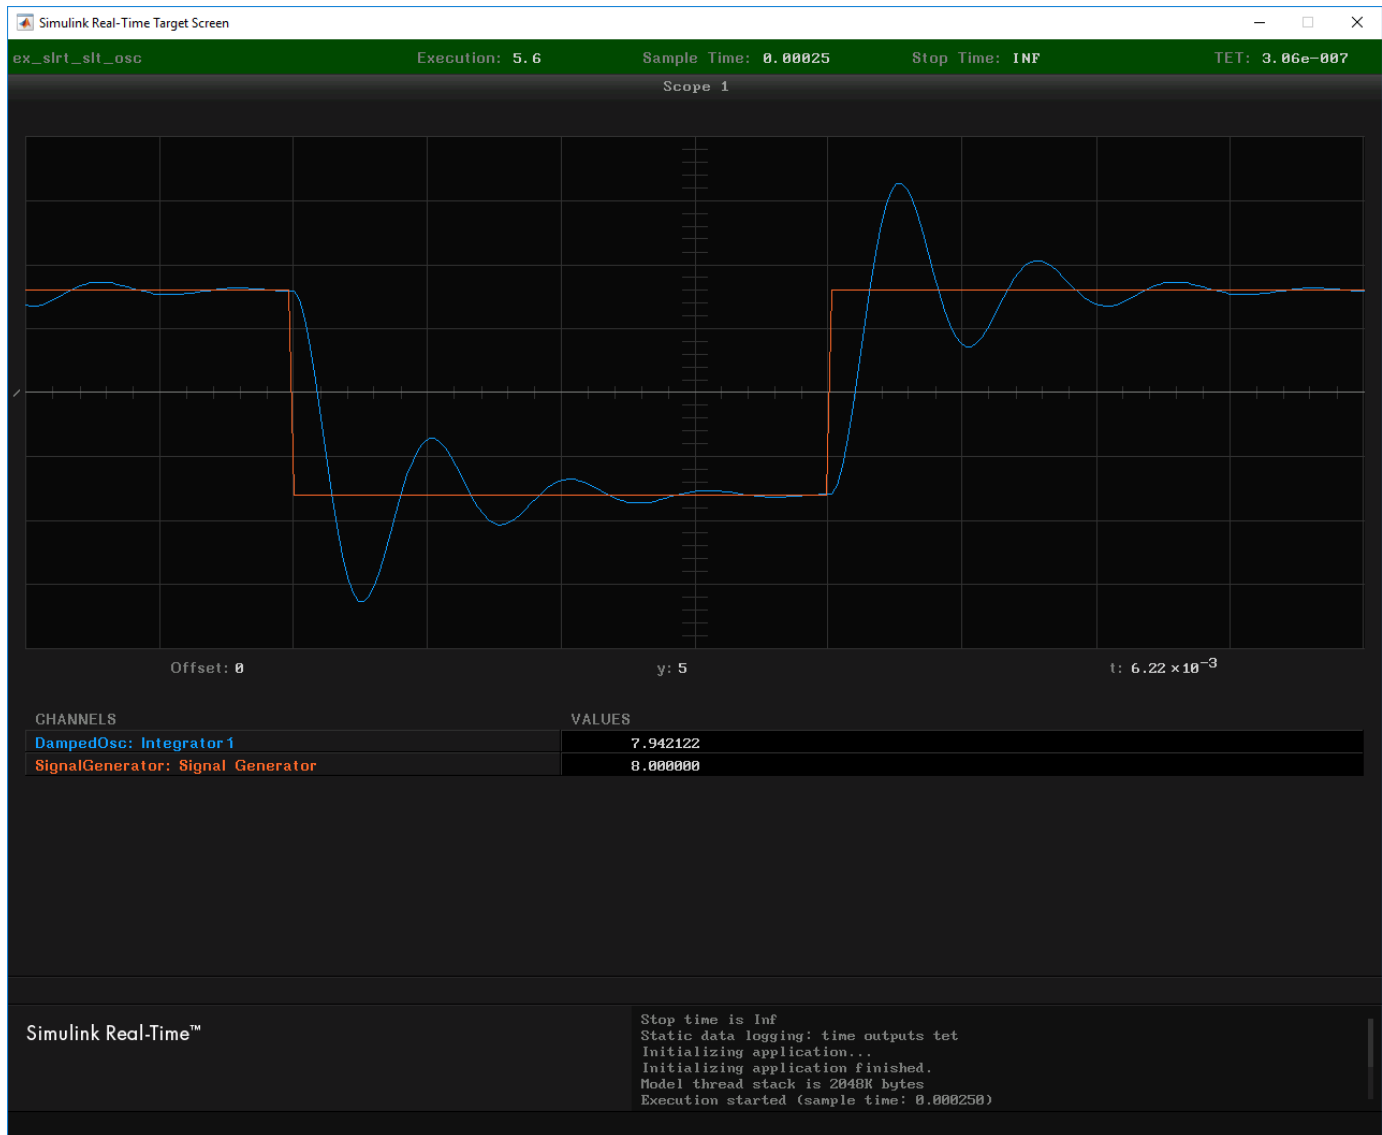 Simulink Real-Time Target Screen
ex_slrt_slt_osc Execution: 5.6 Sample Time: 0.00025 Stop Time: INF TET: 3.06e-007
Scope 1
Offset: 0 y: 5 t: 6.22 ×10⁻³
CHANNELS VALUES
DampedOsc: Integrator1 7.942122
SignalGenerator: Signal Generator 8.000000
Simulink Real-Time™
Stop time is Inf
Static data logging: time outputs tet
Initializing application...
Initializing application finished.
Model thread stack is 2048K bytes
Execution started (sample time: 0.000250)